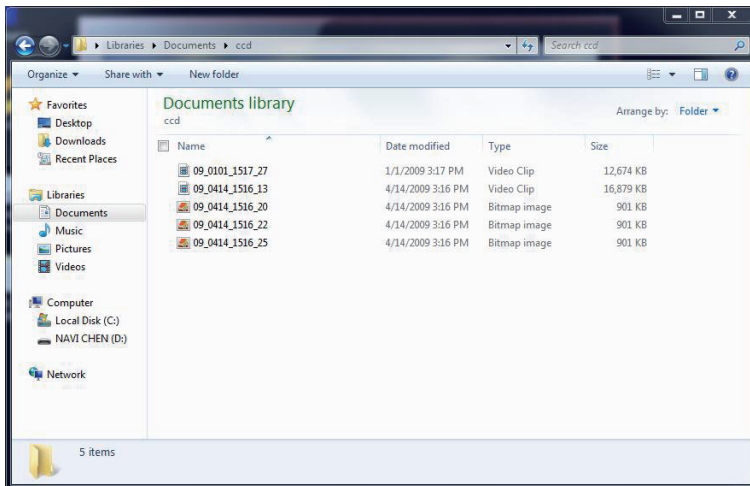 Libraries Documents ccd Search ccd
Organize Share with New folder
Favorites
Desktop
Downloads
Recent Places
Libraries
Documents
Music
Pictures
Videos
Computer
Local Disk (C:)
NAVI CHEN (D:)
Network
Documents library
ccd
Arrange by: Folder
Name Date modified Type Size
09_0101_1517_27 1/1/2009 3:17 PM Video Clip 12,674 KB
09_0414_1516_13 4/14/2009 3:16 PM Video Clip 16,879 KB
09_0414_1516_20 4/14/2009 3:16 PM Bitmap image 901 KB
09_0414_1516_22 4/14/2009 3:16 PM Bitmap image 901 KB
09_0414_1516_25 4/14/2009 3:16 PM Bitmap image 901 KB
5 items